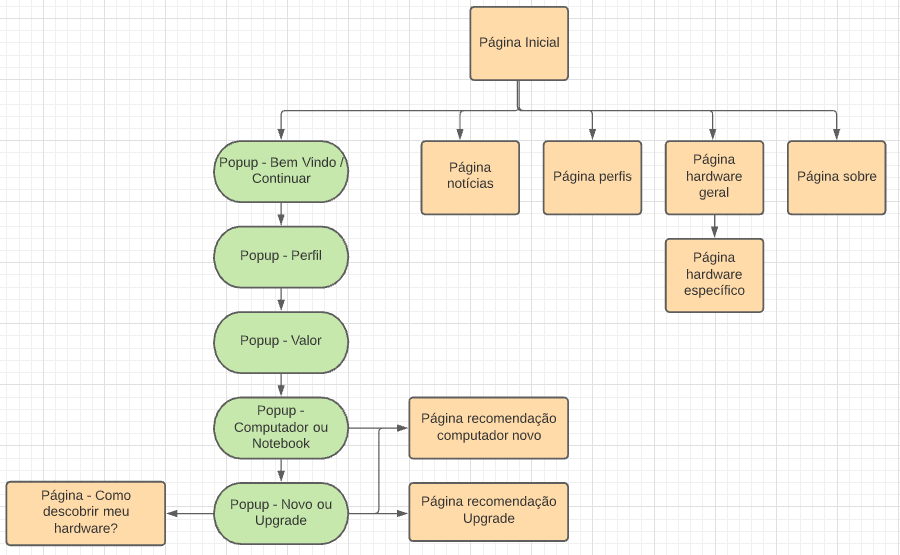 Página Inicial
Popup - Bem Vindo /
Continuar
Página
notícias
Página perfis
Página
hardware
geral
Página sobre
Popup - Perfil
Página
hardware
específico
Popup - Valor
Popup -
Computador ou
Notebook
Página recomendação
computador novo
Página - Como
descobrir meu
hardware?
Popup - Novo ou
Upgrade
Página recomendação
Upgrade